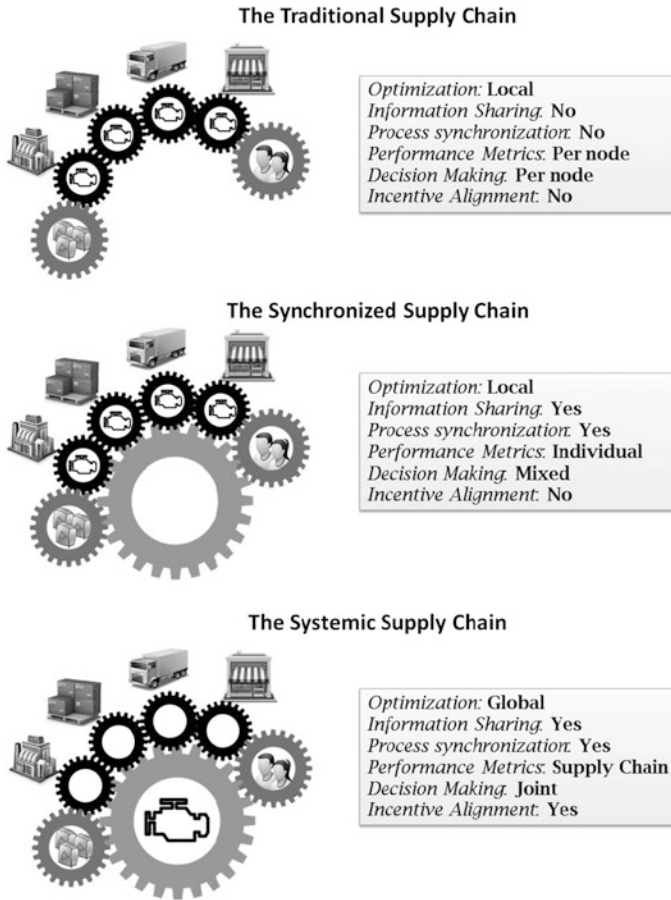 The Traditional Supply Chain
Optimization: Local
Information Sharing: No
Process synchronization: No
Performance Metrics: Per node
Decision Making: Per node
Incentive Alignment: No
The Synchronized Supply Chain
Optimization: Local
Information Sharing: Yes
Process synchronization: Yes
Performance Metrics: Individual
Decision Making: Mixed
Incentive Alignment: No
The Systemic Supply Chain
Optimization: Global
Information Sharing: Yes
Process synchronization: Yes
Performance Metrics: Supply Chain
Decision Making: Joint
Incentive Alignment: Yes